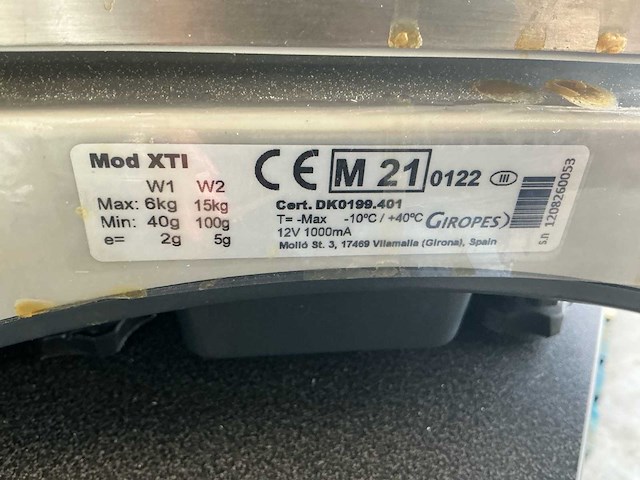 Mod XTI
W1 W2
Max: 6kg 15kg
Min: 40g 100g
e= 2g 5g
CE M 21 0122 III
Cert. DK0199.401
T= -Max -10ºC / +40ºC
12V 1000mA
GIROPES
Molló St. 3, 17469 Vilamalla (Girona), Spain
s.n 1208260053